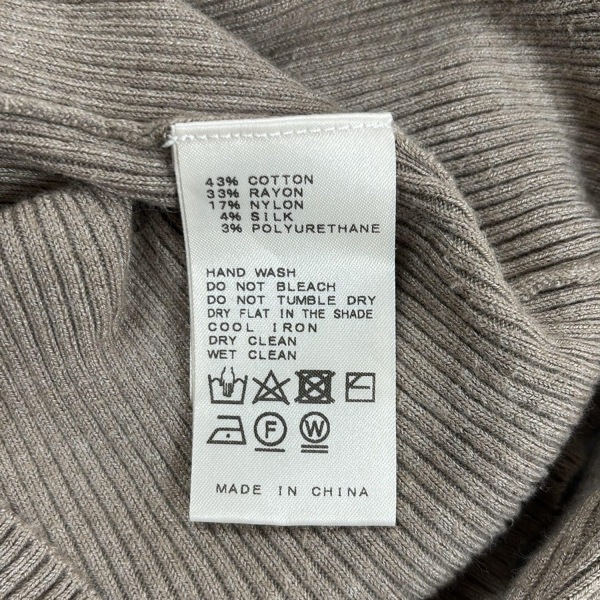 43% COTTON
33% RAYON
17% NYLON
4% SILK
3% POLYURETHANE
HAND WASH
DO NOT BLEACH
DO NOT TUMBLE DRY
DRY FLAT IN THE SHADE
COOL IRON
DRY CLEAN
WET CLEAN
F W
MADE IN CHINA